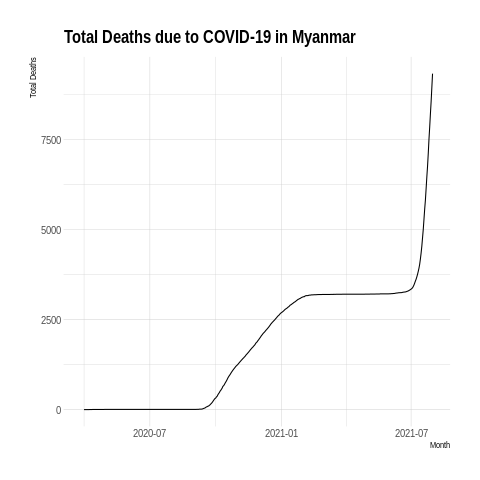 Total Deaths due to COVID-19 in Myanmar
Total Deaths
7500
5000
2500
0
2020-07 2021-01 2021-07
Month